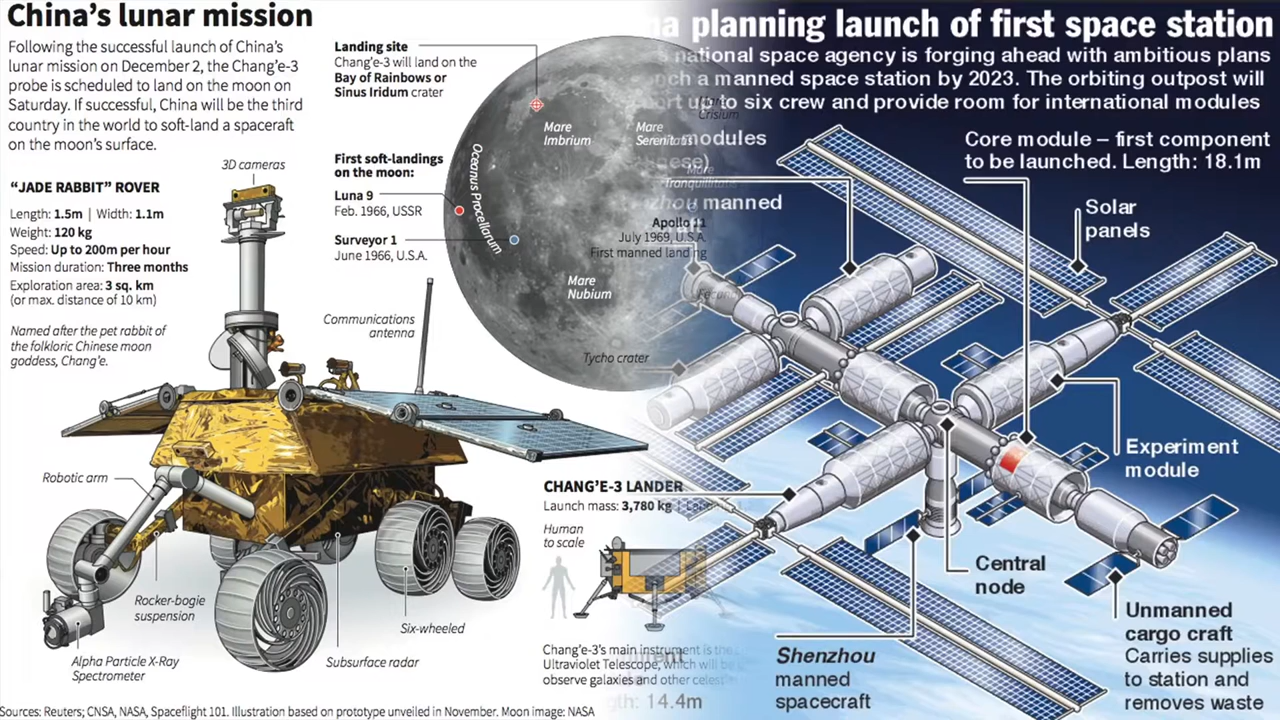 China's lunar mission
Following the successful launch of China's
lunar mission on December 2, the Chang'e-3
probe is scheduled to land on the moon on
Saturday. If successful, China will be the third
country in the world to soft-land a spacecraft
on the moon's surface.
"JADE RABBIT" ROVER
Length: 1.5m | Width: 1.1m
Weight: 120 kg
Speed: Up to 200m per hour
Mission duration: Three months
Exploration area: 3 sq. km
(or max. distance of 10 km)
Named after the pet rabbit of
the folkloric Chinese moon
goddess, Chang'e.
3D cameras
Communications
antenna
Robotic arm
Rocker-bogie
suspension
Alpha Particle X-Ray
Spectrometer
Subsurface radar
Six-wheeled
Landing site
Chang'e-3 will land on the
Bay of Rainbows or
Sinus Iridum crater
First soft-landings
on the moon:
Luna 9
Feb. 1966, USSR
Surveyor 1
June 1966, U.S.A.
Mare
Imbrium
Mare
Serenitatis
Crisium
Mare
Tranquillitatis
Oceanus Procellarum
Apollo 11
July 1969, U.S.A.
First manned landing
Mare
Nubium
Tycho crater
CHANG'E-3 LANDER
Launch mass: 3,780 kg
Human
to scale
Chang'e-3's main instrument is the
Ultraviolet Telescope, which will be
observe galaxies and other
Sources: Reuters; CNSA, NASA, Spaceflight 101. Illustration based on prototype unveiled in November. Moon image: NASA
na planning launch of first space station
s national space agency is forging ahead with ambitious plans
nch a manned space station by 2023. The orbiting outpost will
ort up to six crew and provide room for international modules
modules
nese)
zhou manned
Core module – first component
to be launched. Length: 18.1m
Solar
panels
Experiment
module
Central
node
Unmanned
cargo craft
Carries supplies
to station and
removes waste
Shenzhou
manned
spacecraft
gth: 14.4m